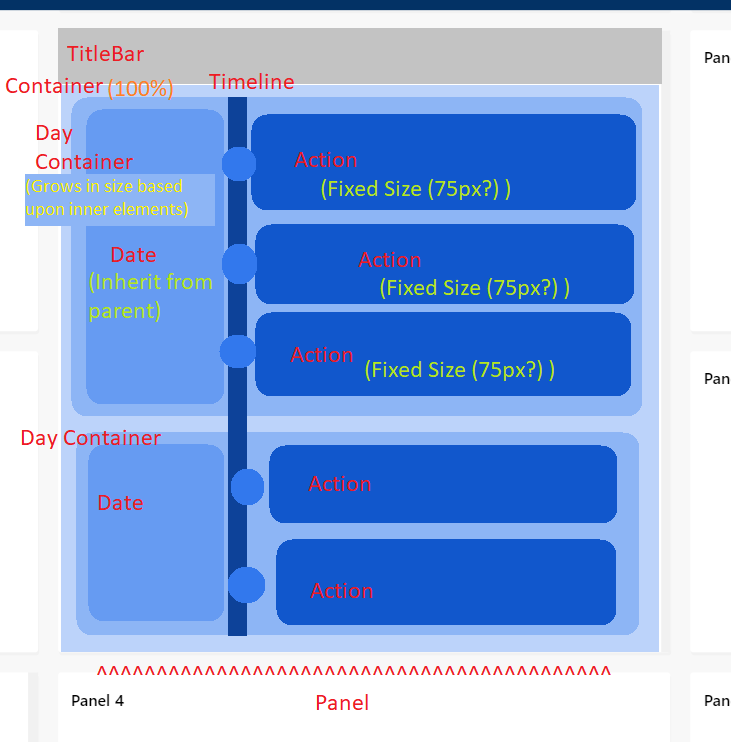 TitleBar
Pan
Container (100%)
Timeline
Day
Container
(Grows in size based
upon inner elements)
Action
(Fixed Size (75px?) )
Date
(Inherit from
parent)
Action
(Fixed Size (75px?) )
Action
(Fixed Size (75px?) )
Pan
Day Container
Date
Action
Action
^^^^^^^^^^^^^^^^^^^^^^^^^^^^^^^^^^^^^^^^^^^
Panel 4
Panel
Pan